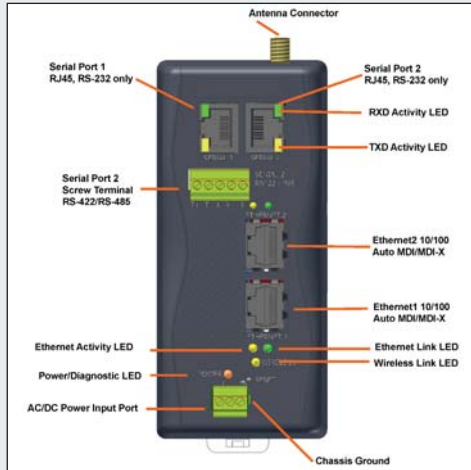 Antenna Connector
Serial Port 1
RJ45, RS-232 only
Serial Port 2
RJ45, RS-232 only
RXD Activity LED
TXD Activity LED
Serial Port 2
Screw Terminal
RS-422/RS-485
Ethernet2 10/100
Auto MDI/MDI-X
Ethernet1 10/100
Auto MDI/MDI-X
Ethernet Activity LED
Ethernet Link LED
Wireless Link LED
Power/Diagnostic LED
AC/DC Power Input Port
Chassis Ground